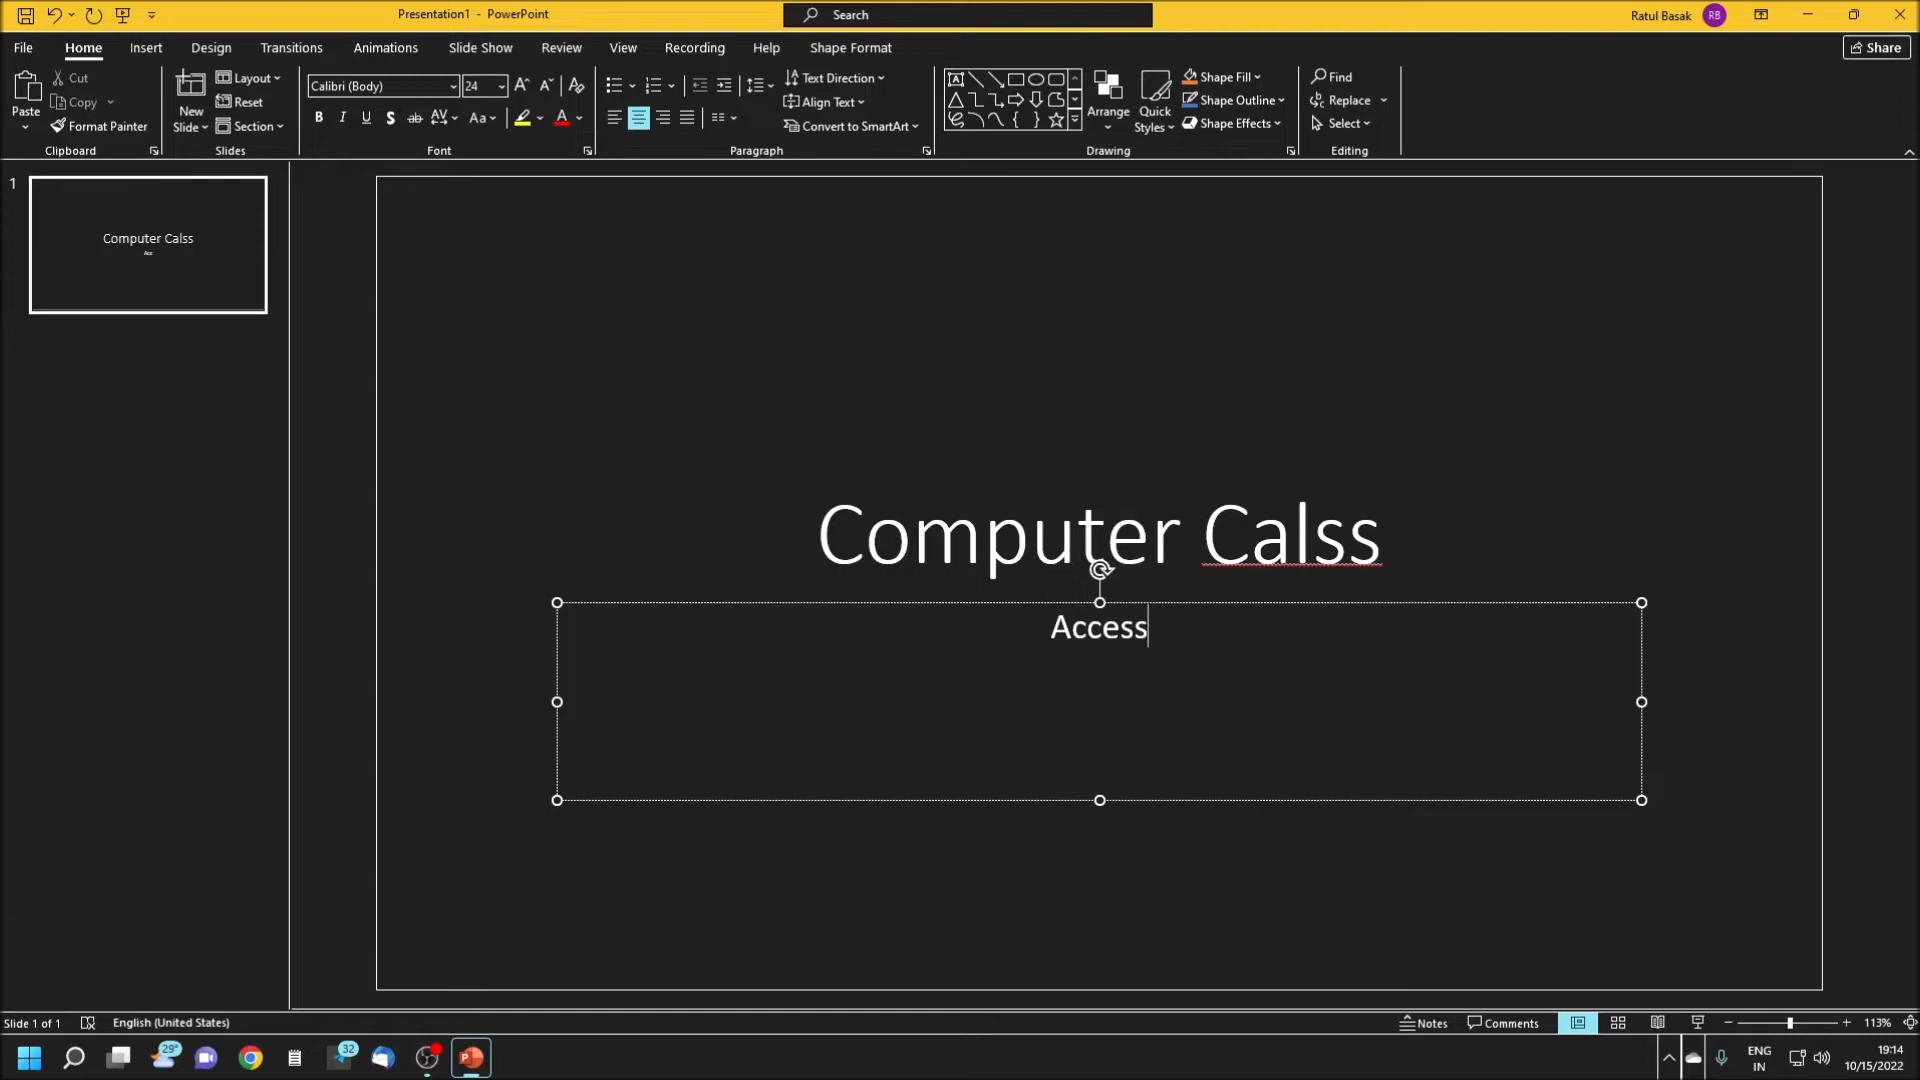 Presentation1 - PowerPoint
Search
Ratul Basak
RB
File
Home
Insert
Design
Transitions
Animations
Slide Show
Review
View
Recording
Help
Shape Format
Share
Paste
Cut
Copy
Format Painter
Clipboard
New
Slide
Layout
Reset
Section
Slides
Calibri (Body)
24
Font
Text Direction
Align Text
Convert to SmartArt
Paragraph
Arrange
Quick
Styles
Shape Fill
Shape Outline
Shape Effects
Drawing
Find
Replace
Select
Editing
1
Computer Calss
Acc
Computer Calss
Access
Slide 1 of 1
English (United States)
Notes
Comments
113%
29°
32
ENG
IN
19:14
10/15/2022